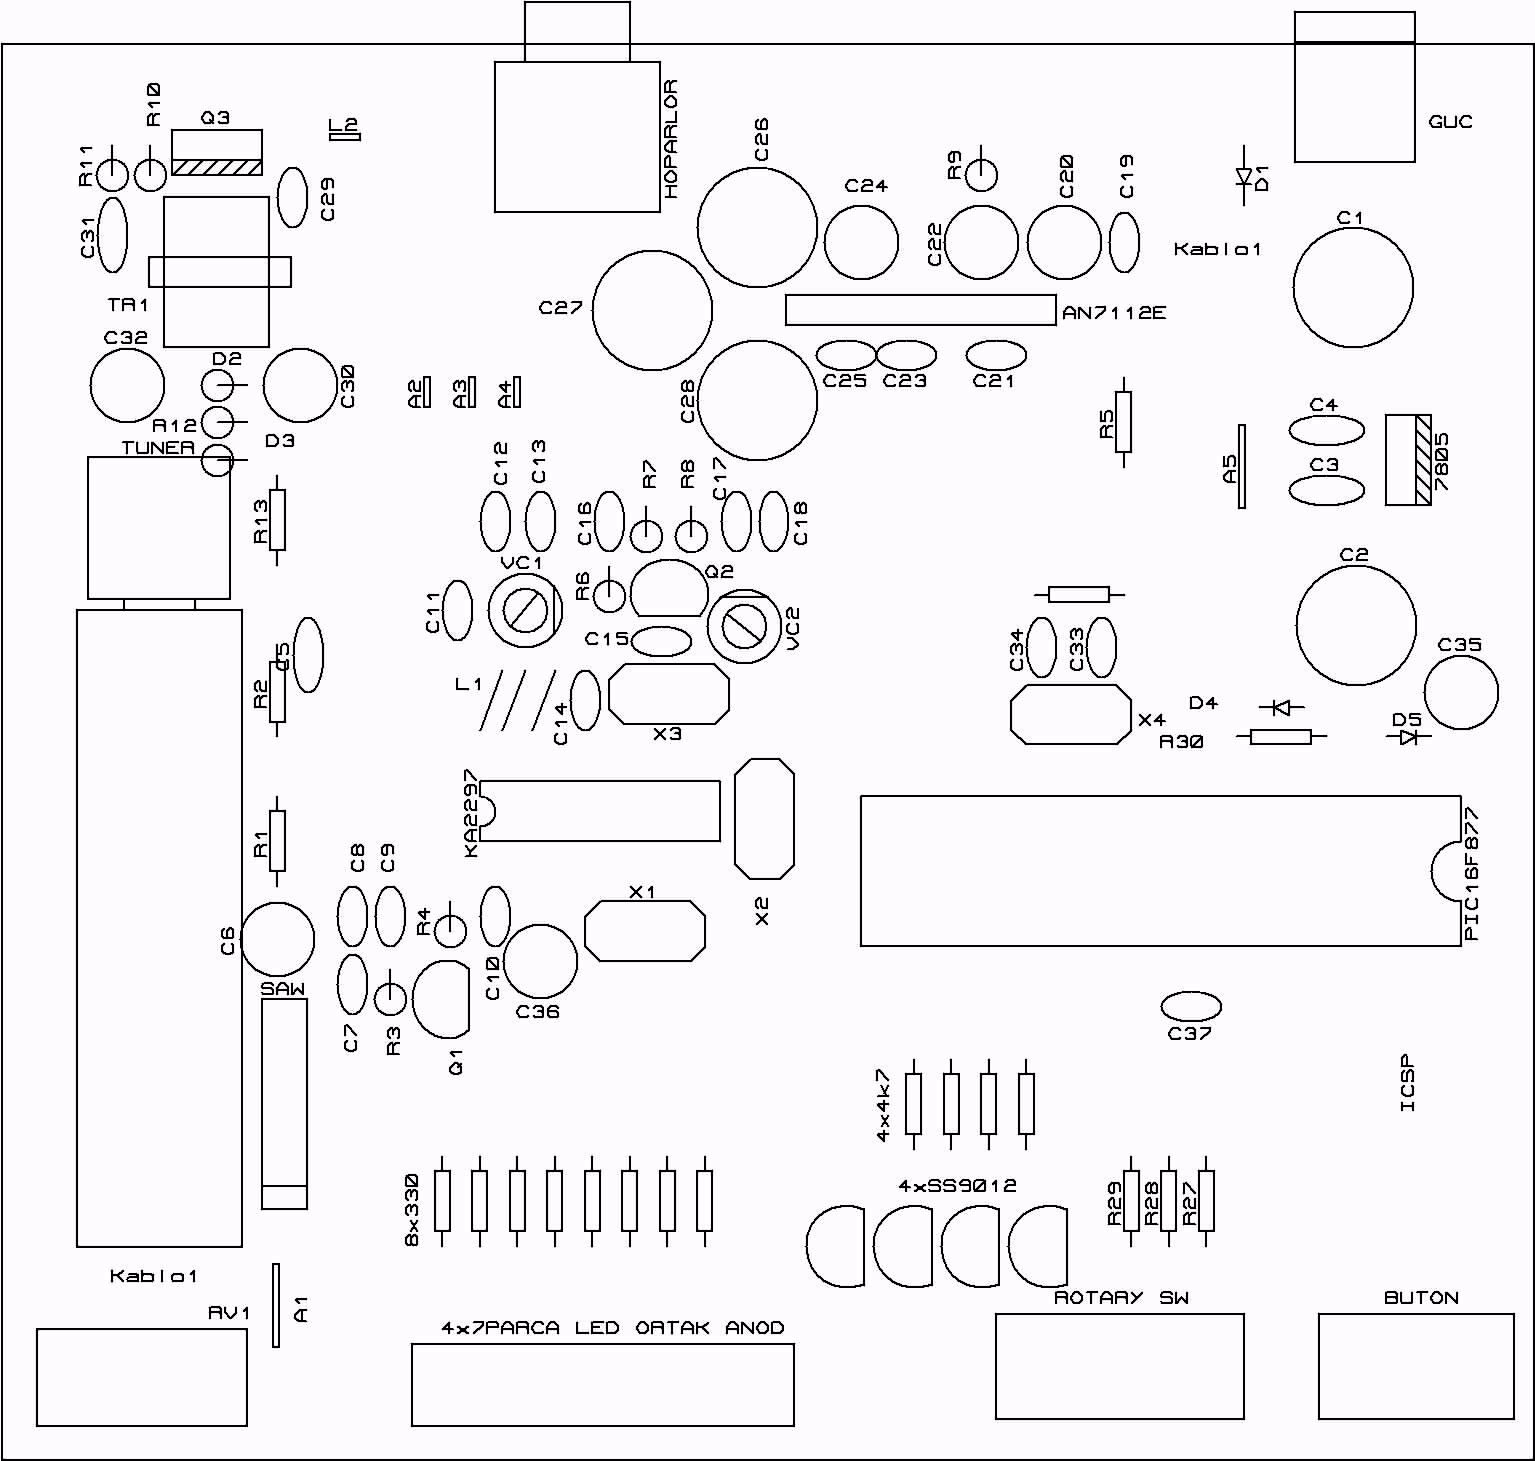 R10
Q3
L2
HOPARLOR
GUC
R11
C31
C29
C26
C24
R9
C20
C19
D1
C22
Kablo1
C1
TR1
C27
AN7112E
C32
D2
C30
A2
A3
A4
C28
C25
C23
C21
R12
D3
TUNER
R5
C4
C3
A5
7805
R13
C12
C13
C16
R7
R8
C17
C18
VC1
R6
Q2
VC2
C2
C11
C15
C34
C33
C35
C5
R2
L1
C14
X3
X4
D4
D5
R30
KA2297
R1
C8
C9
X1
X2
PIC16F877
C6
R4
C10
SAW
C36
C7
R3
Q1
C37
ICSP
4x4k7
8x330
4xSS9012
R29
R28
R27
Kablo1
RV1
A1
ROTARY SW
BUTON
4x7PARCA LED ORTAK ANOD